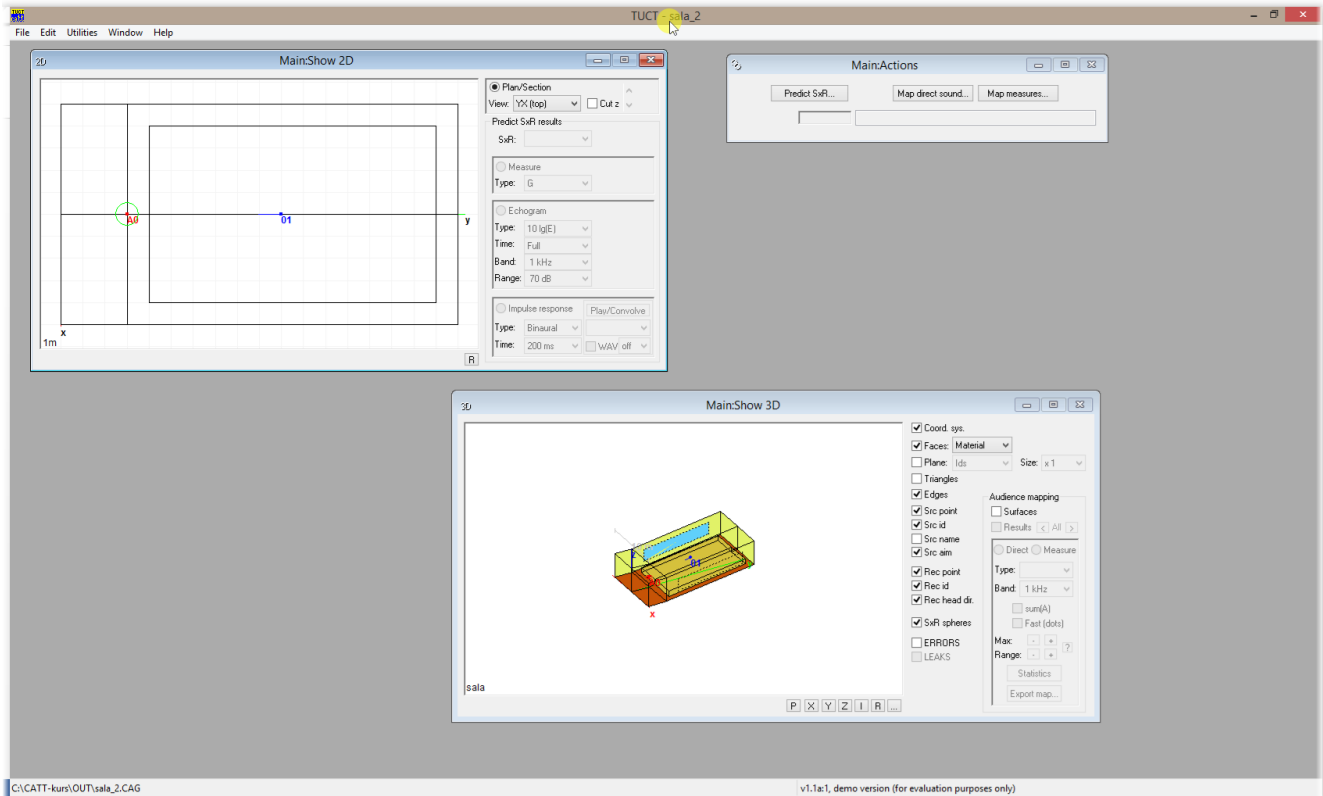 TUCT - sala_2
File Edit Utilities Window Help
2D Main:Show 2D
Plan/Section
View: YX (top) Cut z
Predict SxR results
SxR:
Measure
Type: G
Echogram
Type: 10 lg(E)
Time: Full
Band: 1 kHz
Range: 70 dB
Impulse response Play/Convolve
Type: Binaural
Time: 200 ms WAV off
A0
01
y
x
1m
R
Main:Actions
Predict SxR... Map direct sound... Map measures...
3D Main:Show 3D
Coord. sys.
Faces: Material
Plane: Ids Size: x 1
Triangles
Edges
Src point
Src id
Src name
Src aim
Rec point
Rec id
Rec head dir.
SxR spheres
ERRORS
LEAKS
Audience mapping
Surfaces
Results < All >
Direct Measure
Type:
Band: 1 kHz
sum(A)
Fast (dots)
Max: - + ?
Range: - +
Statistics
Export map...
01
x
sala
P X Y Z I R ...
C:\CATT-kurs\OUT\sala_2.CAG
v1.1a:1, demo version (for evaluation purposes only)